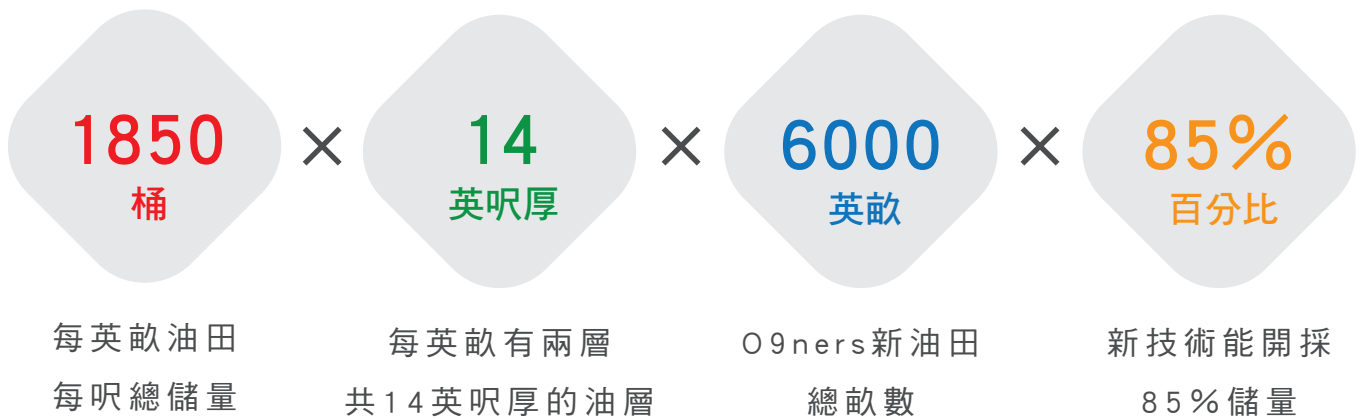 1850
桶
×
14
英呎厚
×
6000
英畝
×
85%
百分比
每英畝油田
每呎總儲量
每英畝有兩層
共14英呎厚的油層
O9ners新油田
總畝數
新技術能開採
85%儲量